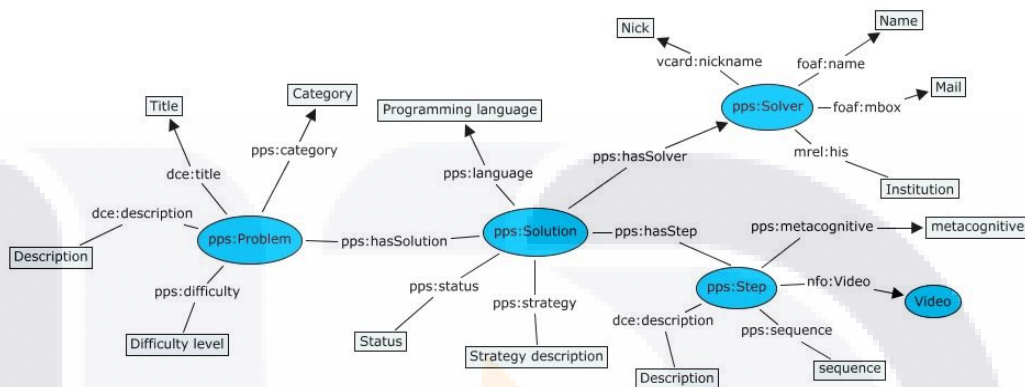 Nick
Name
vcard:nickname
foaf:name
Title
Category
Programming language
pps:Solver
foaf:mbox
Mail
pps:category
pps:hasSolver
mrel:his
dce:title
pps:language
Institution
dce:description
pps:Problem
pps:hasSolution
pps:Solution
pps:hasStep
pps:metacognitive
metacognitive
Description
pps:difficulty
pps:status
pps:strategy
pps:Step
nfo:Video
Video
dce:description
pps:sequence
Difficulty level
Status
Strategy description
Description
sequence